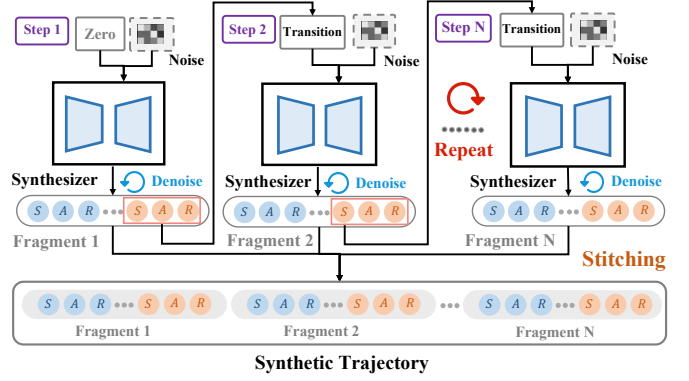 Step 1 Zero Step 2 Transition Step N Transition
Noise Noise Noise
Repeat
Synthesizer Denoise Synthesizer Denoise Synthesizer Denoise
S A R ••• S A R S A R ••• S A R S A R ••• S A R
Fragment 1 Fragment 2 Fragment N
Stitching
S A R ••• S A R S A R ••• S A R ••• S A R ••• S A R
Fragment 1 Fragment 2 Fragment N
Synthetic Trajectory